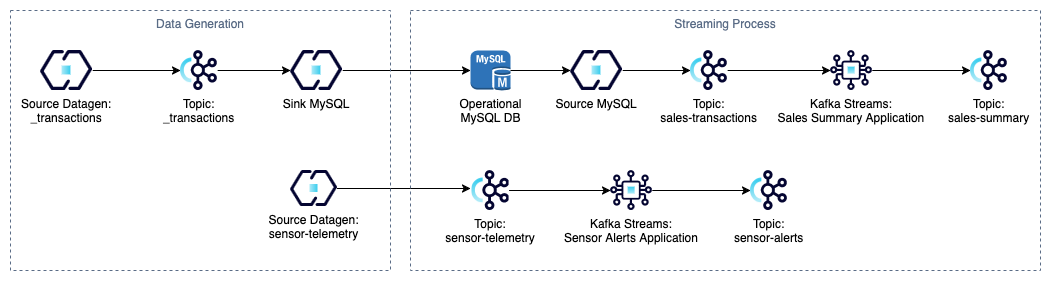 Data Generation
Streaming Process
MySQL
M
Source Datagen:
_transactions
Topic:
_transactions
Sink MySQL
Operational
MySQL DB
Source MySQL
Topic:
sales-transactions
Kafka Streams:
Sales Summary Application
Topic:
sales-summary
Source Datagen:
sensor-telemetry
Topic:
sensor-telemetry
Kafka Streams:
Sensor Alerts Application
Topic:
sensor-alerts